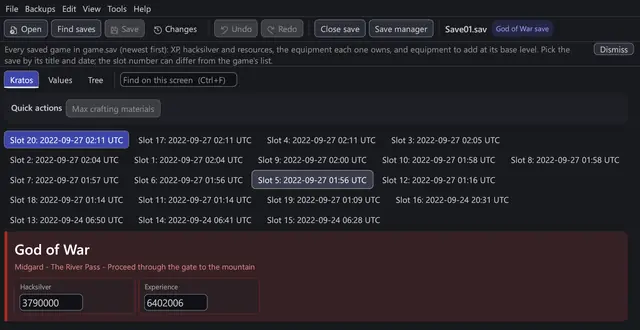 File Backups Edit View Tools Help
Open Find saves Save Changes Undo Redo Close save Save manager Save01.sav God of War save
Every saved game in game.sav (newest first): XP, hacksilver and resources, the equipment each one owns, and equipment to add at its base level. Pick the
save by its title and date; the slot number can differ from the game's list.
Dismiss
Kratos Values Tree Find on this screen (Ctrl+F)
Quick actions Max crafting materials
Slot 20: 2022-09-27 02:11 UTC Slot 17: 2022-09-27 02:11 UTC Slot 4: 2022-09-27 02:11 UTC Slot 3: 2022-09-27 02:05 UTC
Slot 2: 2022-09-27 02:04 UTC Slot 1: 2022-09-27 02:04 UTC Slot 9: 2022-09-27 02:00 UTC Slot 10: 2022-09-27 01:58 UTC Slot 8: 2022-09-27 01:58 UTC
Slot 7: 2022-09-27 01:57 UTC Slot 6: 2022-09-27 01:56 UTC Slot 5: 2022-09-27 01:56 UTC Slot 12: 2022-09-27 01:16 UTC
Slot 18: 2022-09-27 01:14 UTC Slot 11: 2022-09-27 01:14 UTC Slot 19: 2022-09-27 01:09 UTC Slot 16: 2022-09-24 20:31 UTC
Slot 13: 2022-09-24 06:50 UTC Slot 14: 2022-09-24 06:41 UTC Slot 15: 2022-09-24 06:28 UTC
God of War
Midgard - The River Pass - Proceed through the gate to the mountain
Hacksilver Experience
3790000 6402006